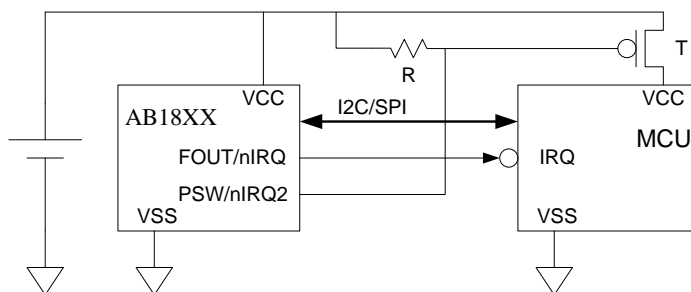 T
R
VCC
I2C/SPI
VCC
AB18XX
MCU
FOUT/nIRQ
IRQ
PSW/nIRQ2
VSS
VSS